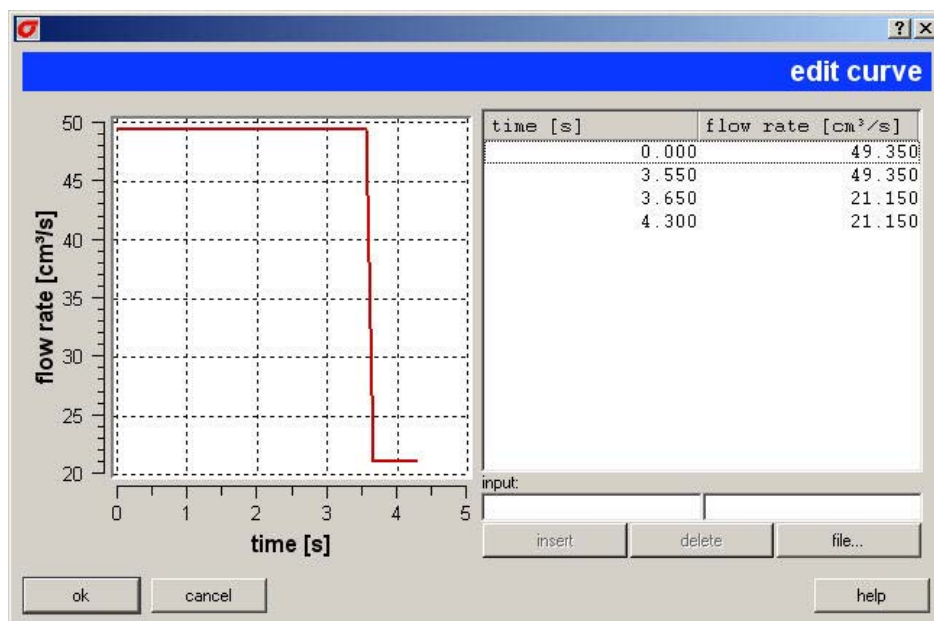 edit curve
time [s] flow rate [cm³/s]
0.000 49.350
3.550 49.350
3.650 21.150
4.300 21.150
50
45
40
35
30
25
20
flow rate [cm³/s]
0 1 2 3 4 5
time [s]
input:
insert delete file...
ok cancel help